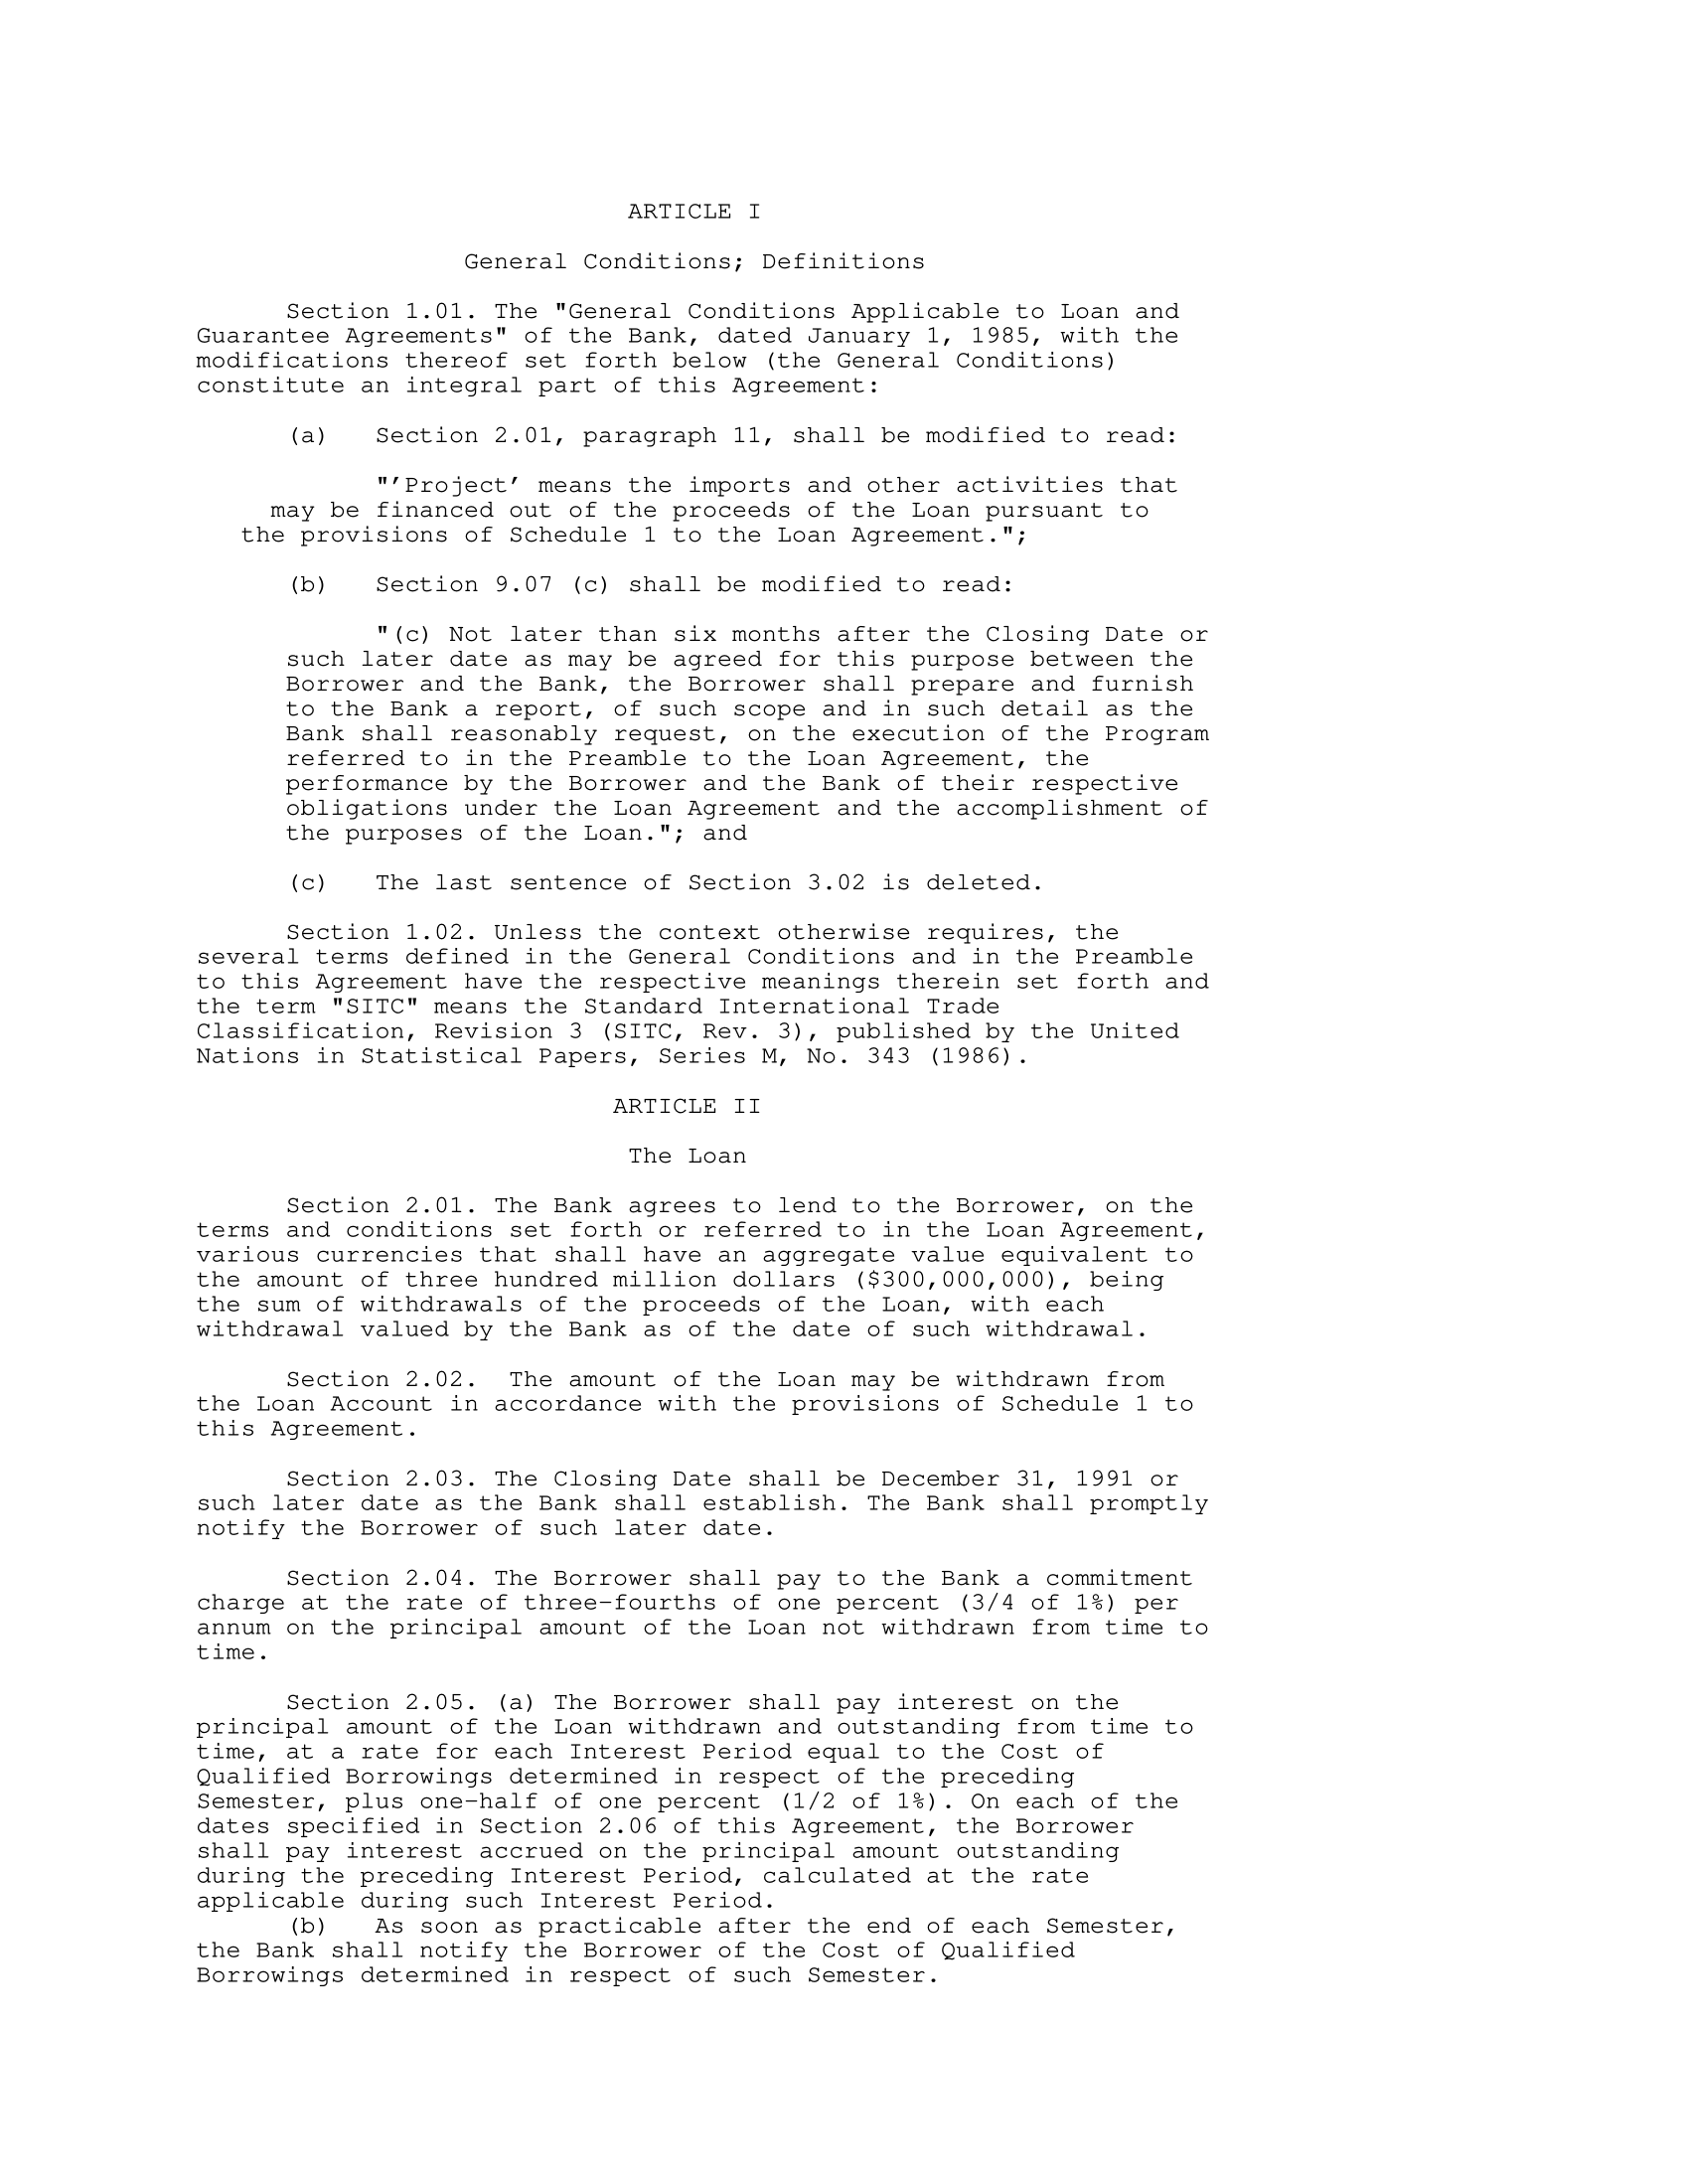 ARTICLE I
General Conditions; Definitions
Section 1.01. The "General Conditions Applicable to Loan and
Guarantee Agreements" of the Bank, dated January 1, 1985, with the
modifications thereof set forth below (the General Conditions)
constitute an integral part of this Agreement:
(a) Section 2.01, paragraph 11, shall be modified to read:
"'Project' means the imports and other activities that
may be financed out of the proceeds of the Loan pursuant to
the provisions of Schedule 1 to the Loan Agreement.";
(b) Section 9.07 (c) shall be modified to read:
"(c) Not later than six months after the Closing Date or
such later date as may be agreed for this purpose between the
Borrower and the Bank, the Borrower shall prepare and furnish
to the Bank a report, of such scope and in such detail as the
Bank shall reasonably request, on the execution of the Program
referred to in the Preamble to the Loan Agreement, the
performance by the Borrower and the Bank of their respective
obligations under the Loan Agreement and the accomplishment of
the purposes of the Loan."; and
(c) The last sentence of Section 3.02 is deleted.
Section 1.02. Unless the context otherwise requires, the
several terms defined in the General Conditions and in the Preamble
to this Agreement have the respective meanings therein set forth and
the term "SITC" means the Standard International Trade
Classification, Revision 3 (SITC, Rev. 3), published by the United
Nations in Statistical Papers, Series M, No. 343 (1986).
ARTICLE II
The Loan
Section 2.01. The Bank agrees to lend to the Borrower, on the
terms and conditions set forth or referred to in the Loan Agreement,
various currencies that shall have an aggregate value equivalent to
the amount of three hundred million dollars ($300,000,000), being
the sum of withdrawals of the proceeds of the Loan, with each
withdrawal valued by the Bank as of the date of such withdrawal.
Section 2.02. The amount of the Loan may be withdrawn from
the Loan Account in accordance with the provisions of Schedule 1 to
this Agreement.
Section 2.03. The Closing Date shall be December 31, 1991 or
such later date as the Bank shall establish. The Bank shall promptly
notify the Borrower of such later date.
Section 2.04. The Borrower shall pay to the Bank a commitment
charge at the rate of three-fourths of one percent (3/4 of 1%) per
annum on the principal amount of the Loan not withdrawn from time to
time.
Section 2.05. (a) The Borrower shall pay interest on the
principal amount of the Loan withdrawn and outstanding from time to
time, at a rate for each Interest Period equal to the Cost of
Qualified Borrowings determined in respect of the preceding
Semester, plus one-half of one percent (1/2 of 1%). On each of the
dates specified in Section 2.06 of this Agreement, the Borrower
shall pay interest accrued on the principal amount outstanding
during the preceding Interest Period, calculated at the rate
applicable during such Interest Period.
(b) As soon as practicable after the end of each Semester,
the Bank shall notify the Borrower of the Cost of Qualified
Borrowings determined in respect of such Semester.